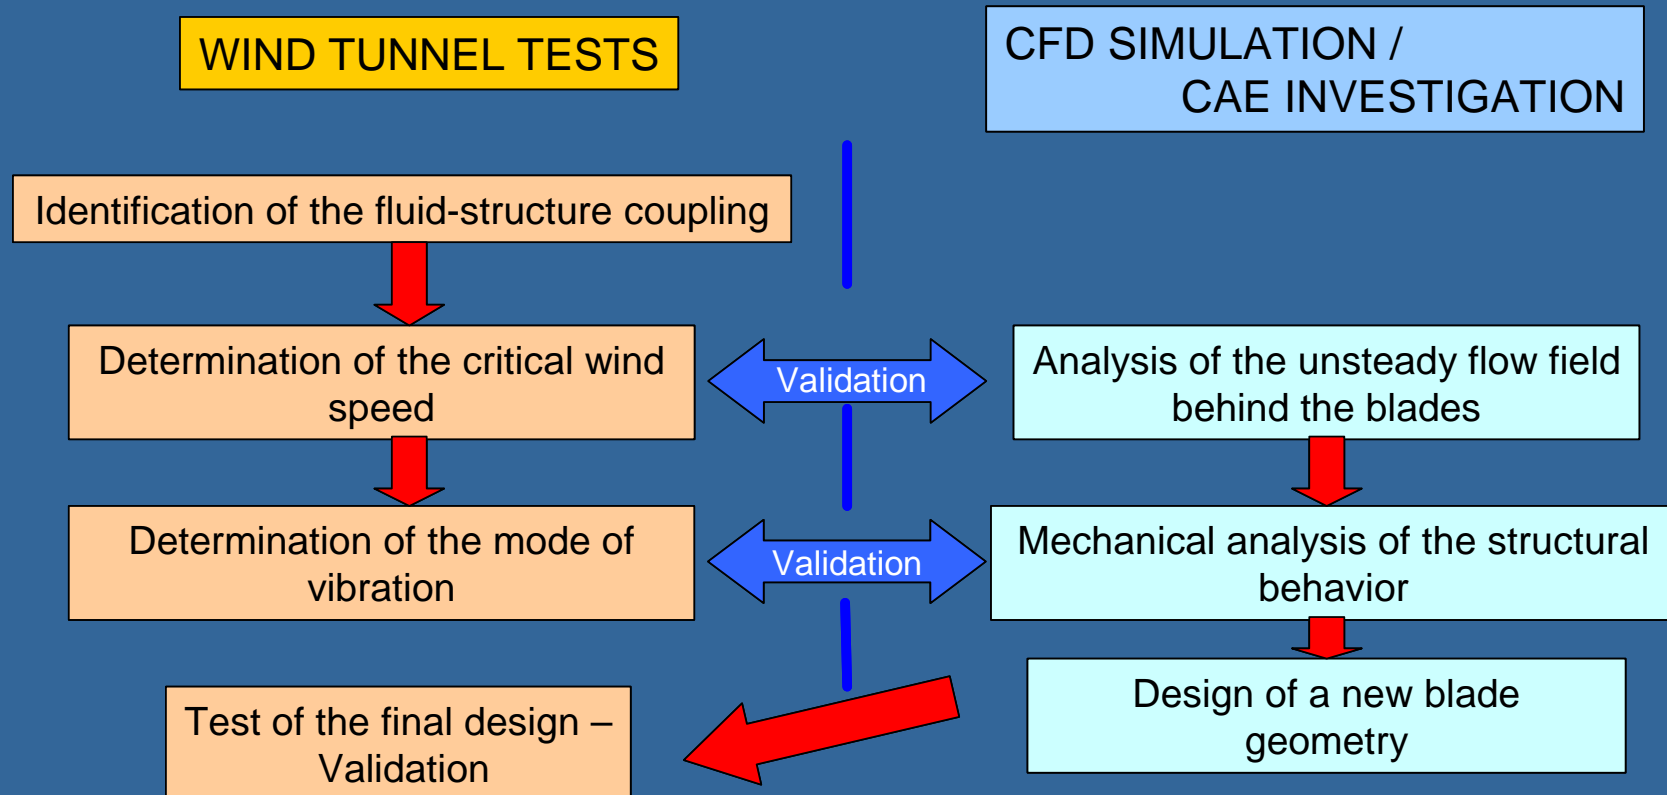 WIND TUNNEL TESTS
CFD SIMULATION /
CAE INVESTIGATION
Identification of the fluid-structure coupling
Determination of the critical wind
speed
Validation
Analysis of the unsteady flow field
behind the blades
Determination of the mode of
vibration
Validation
Mechanical analysis of the structural
behavior
Test of the final design –
Validation
Design of a new blade
geometry